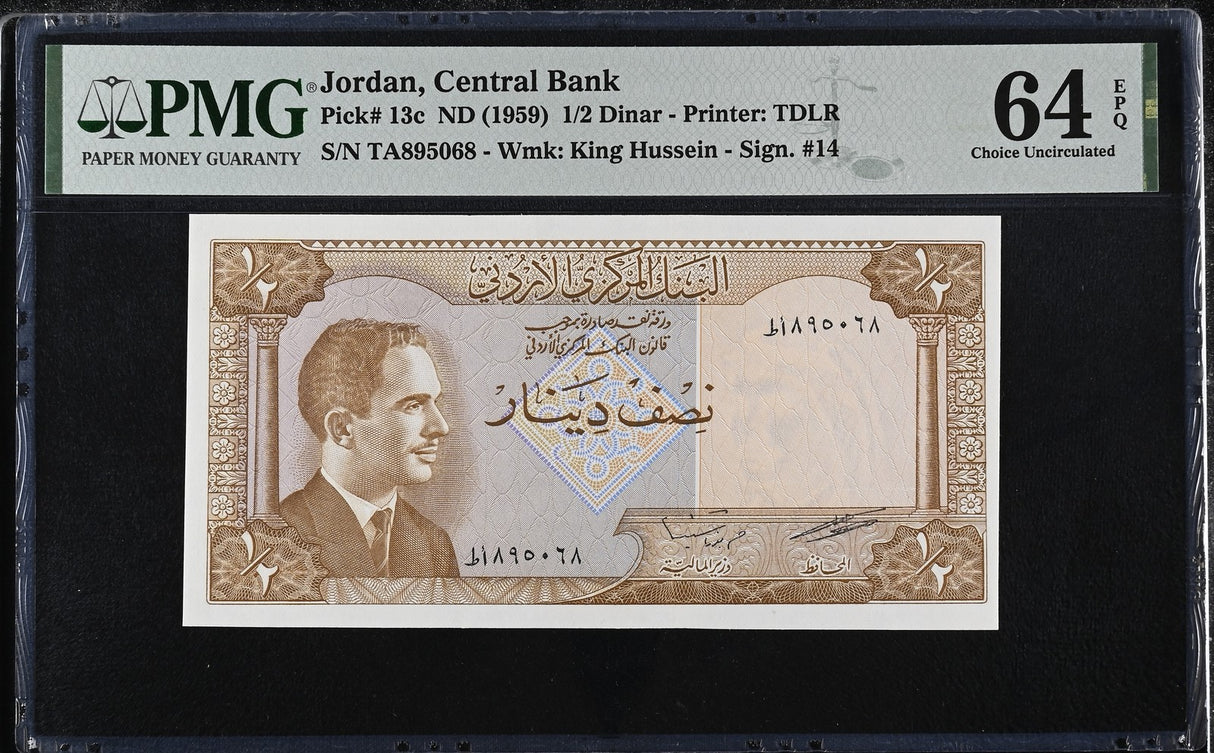 PMG®
PAPER MONEY GUARANTY
Jordan, Central Bank
Pick# 13c ND (1959) 1/2 Dinar - Printer: TDLR
S/N TA895068 - Wmk: King Hussein - Sign. #14
64 EPQ
Choice Uncirculated
١/٢
البنك المركزي الأردني
١/٢
ورقة نقد صادرة بموجب
قانون البنك المركزي الأردني
ط أ ٨٩٥٠٦٨
نصف دينار
ط أ ٨٩٥٠٦٨
وزير المالية
المحافظ
١/٢
١/٢